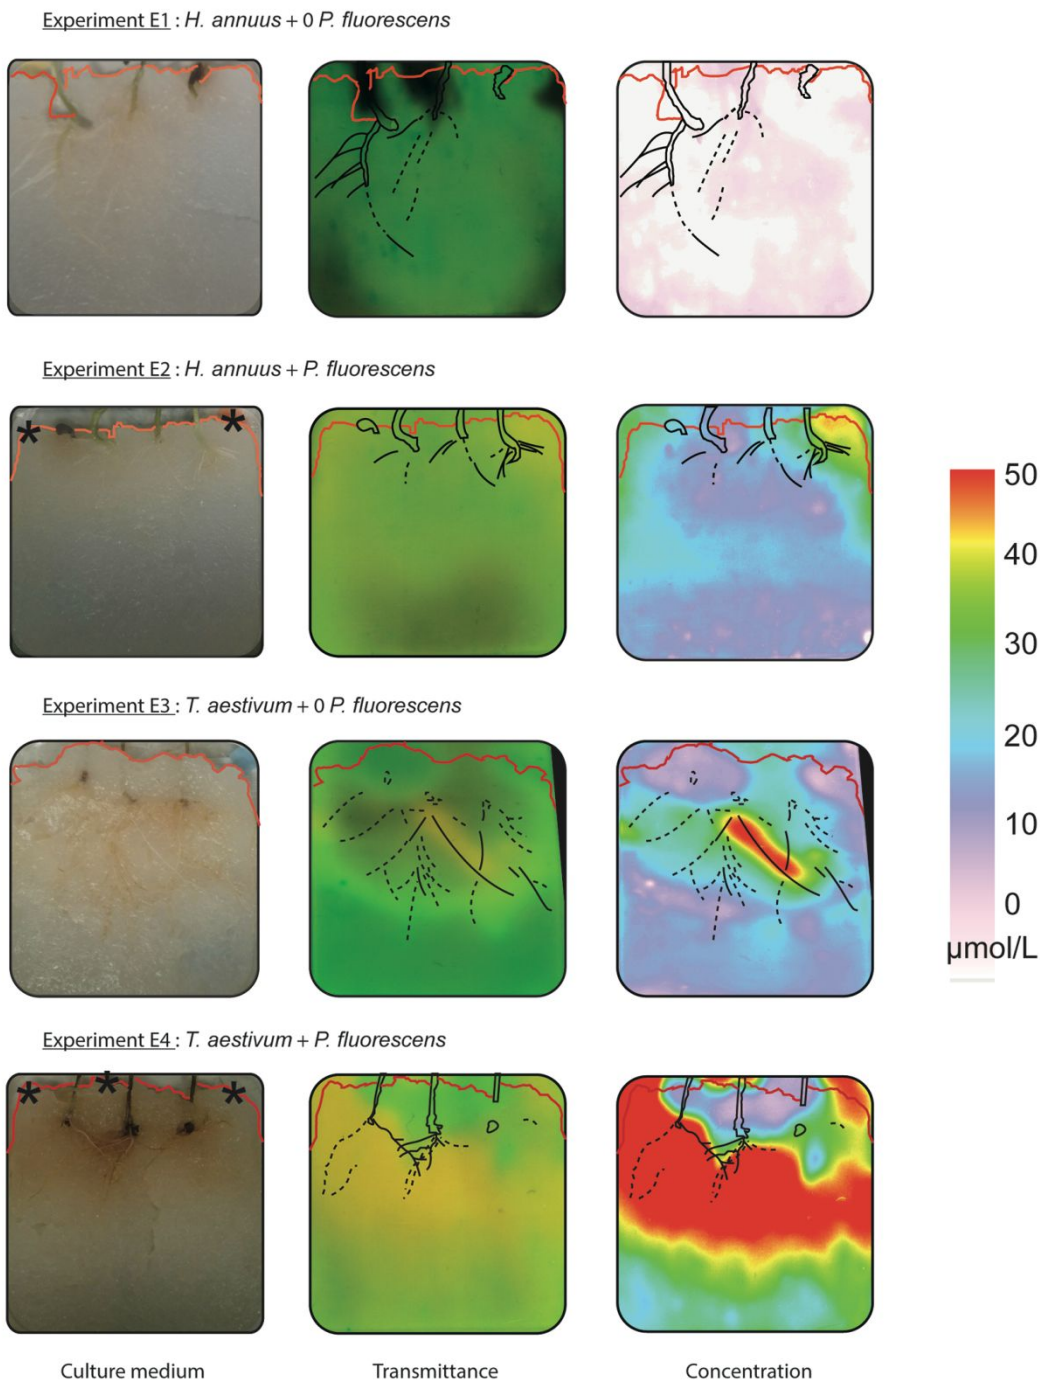 Experiment E1 : H. annuus + 0 P. fluorescens
Experiment E2 : H. annuus + P. fluorescens
* *
50
40
30
20
10
0
µmol/L
Experiment E3 : T. aestivum + 0 P. fluorescens
Experiment E4 : T. aestivum + P. fluorescens
* * *
Culture medium Transmittance Concentration